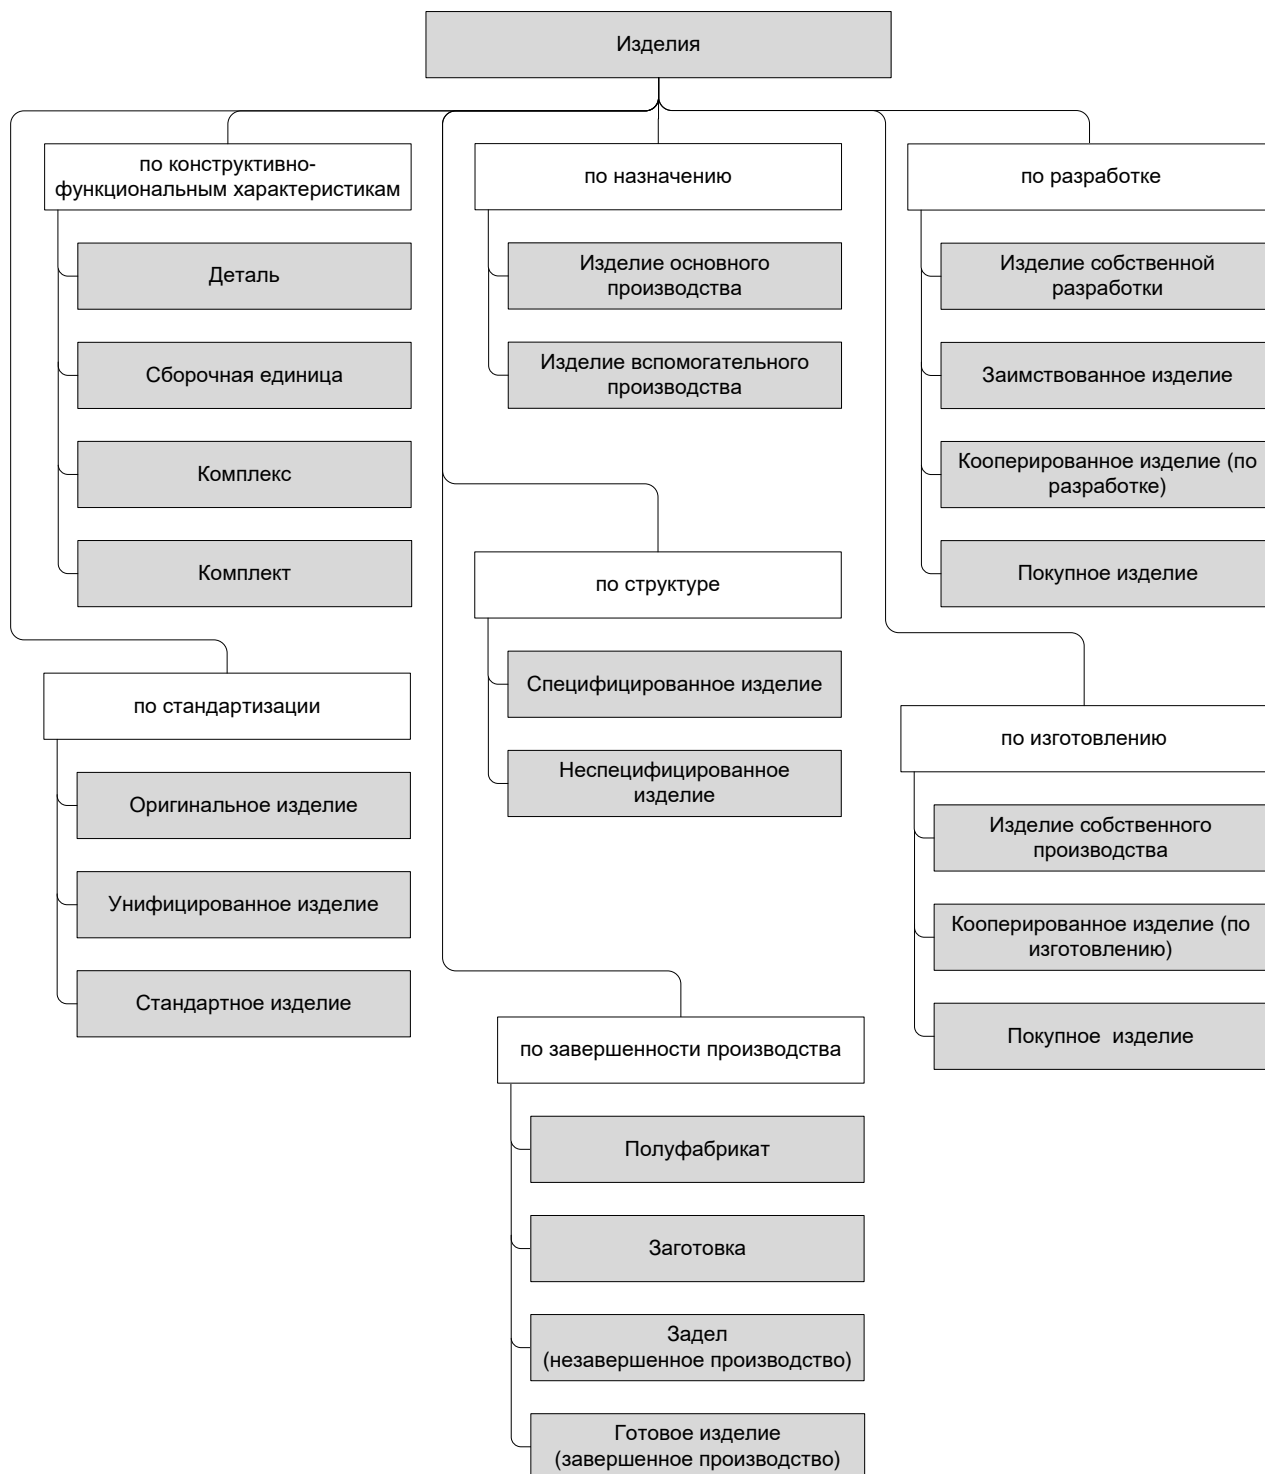 Изделия
по конструктивно-
функциональным характеристикам
Деталь
Сборочная единица
Комплекс
Комплект
по стандартизации
Оригинальное изделие
Унифицированное изделие
Стандартное изделие
по назначению
Изделие основного
производства
Изделие вспомогательного
производства
по структуре
Специфицированное изделие
Неспецифицированное
изделие
по завершенности производства
Полуфабрикат
Заготовка
Задел
(незавершенное производство)
Готовое изделие
(завершенное производство)
по разработке
Изделие собственной
разработки
Заимствованное изделие
Кооперированное изделие (по
разработке)
Покупное изделие
по изготовлению
Изделие собственного
производства
Кооперированное изделие (по
изготовлению)
Покупное  изделие